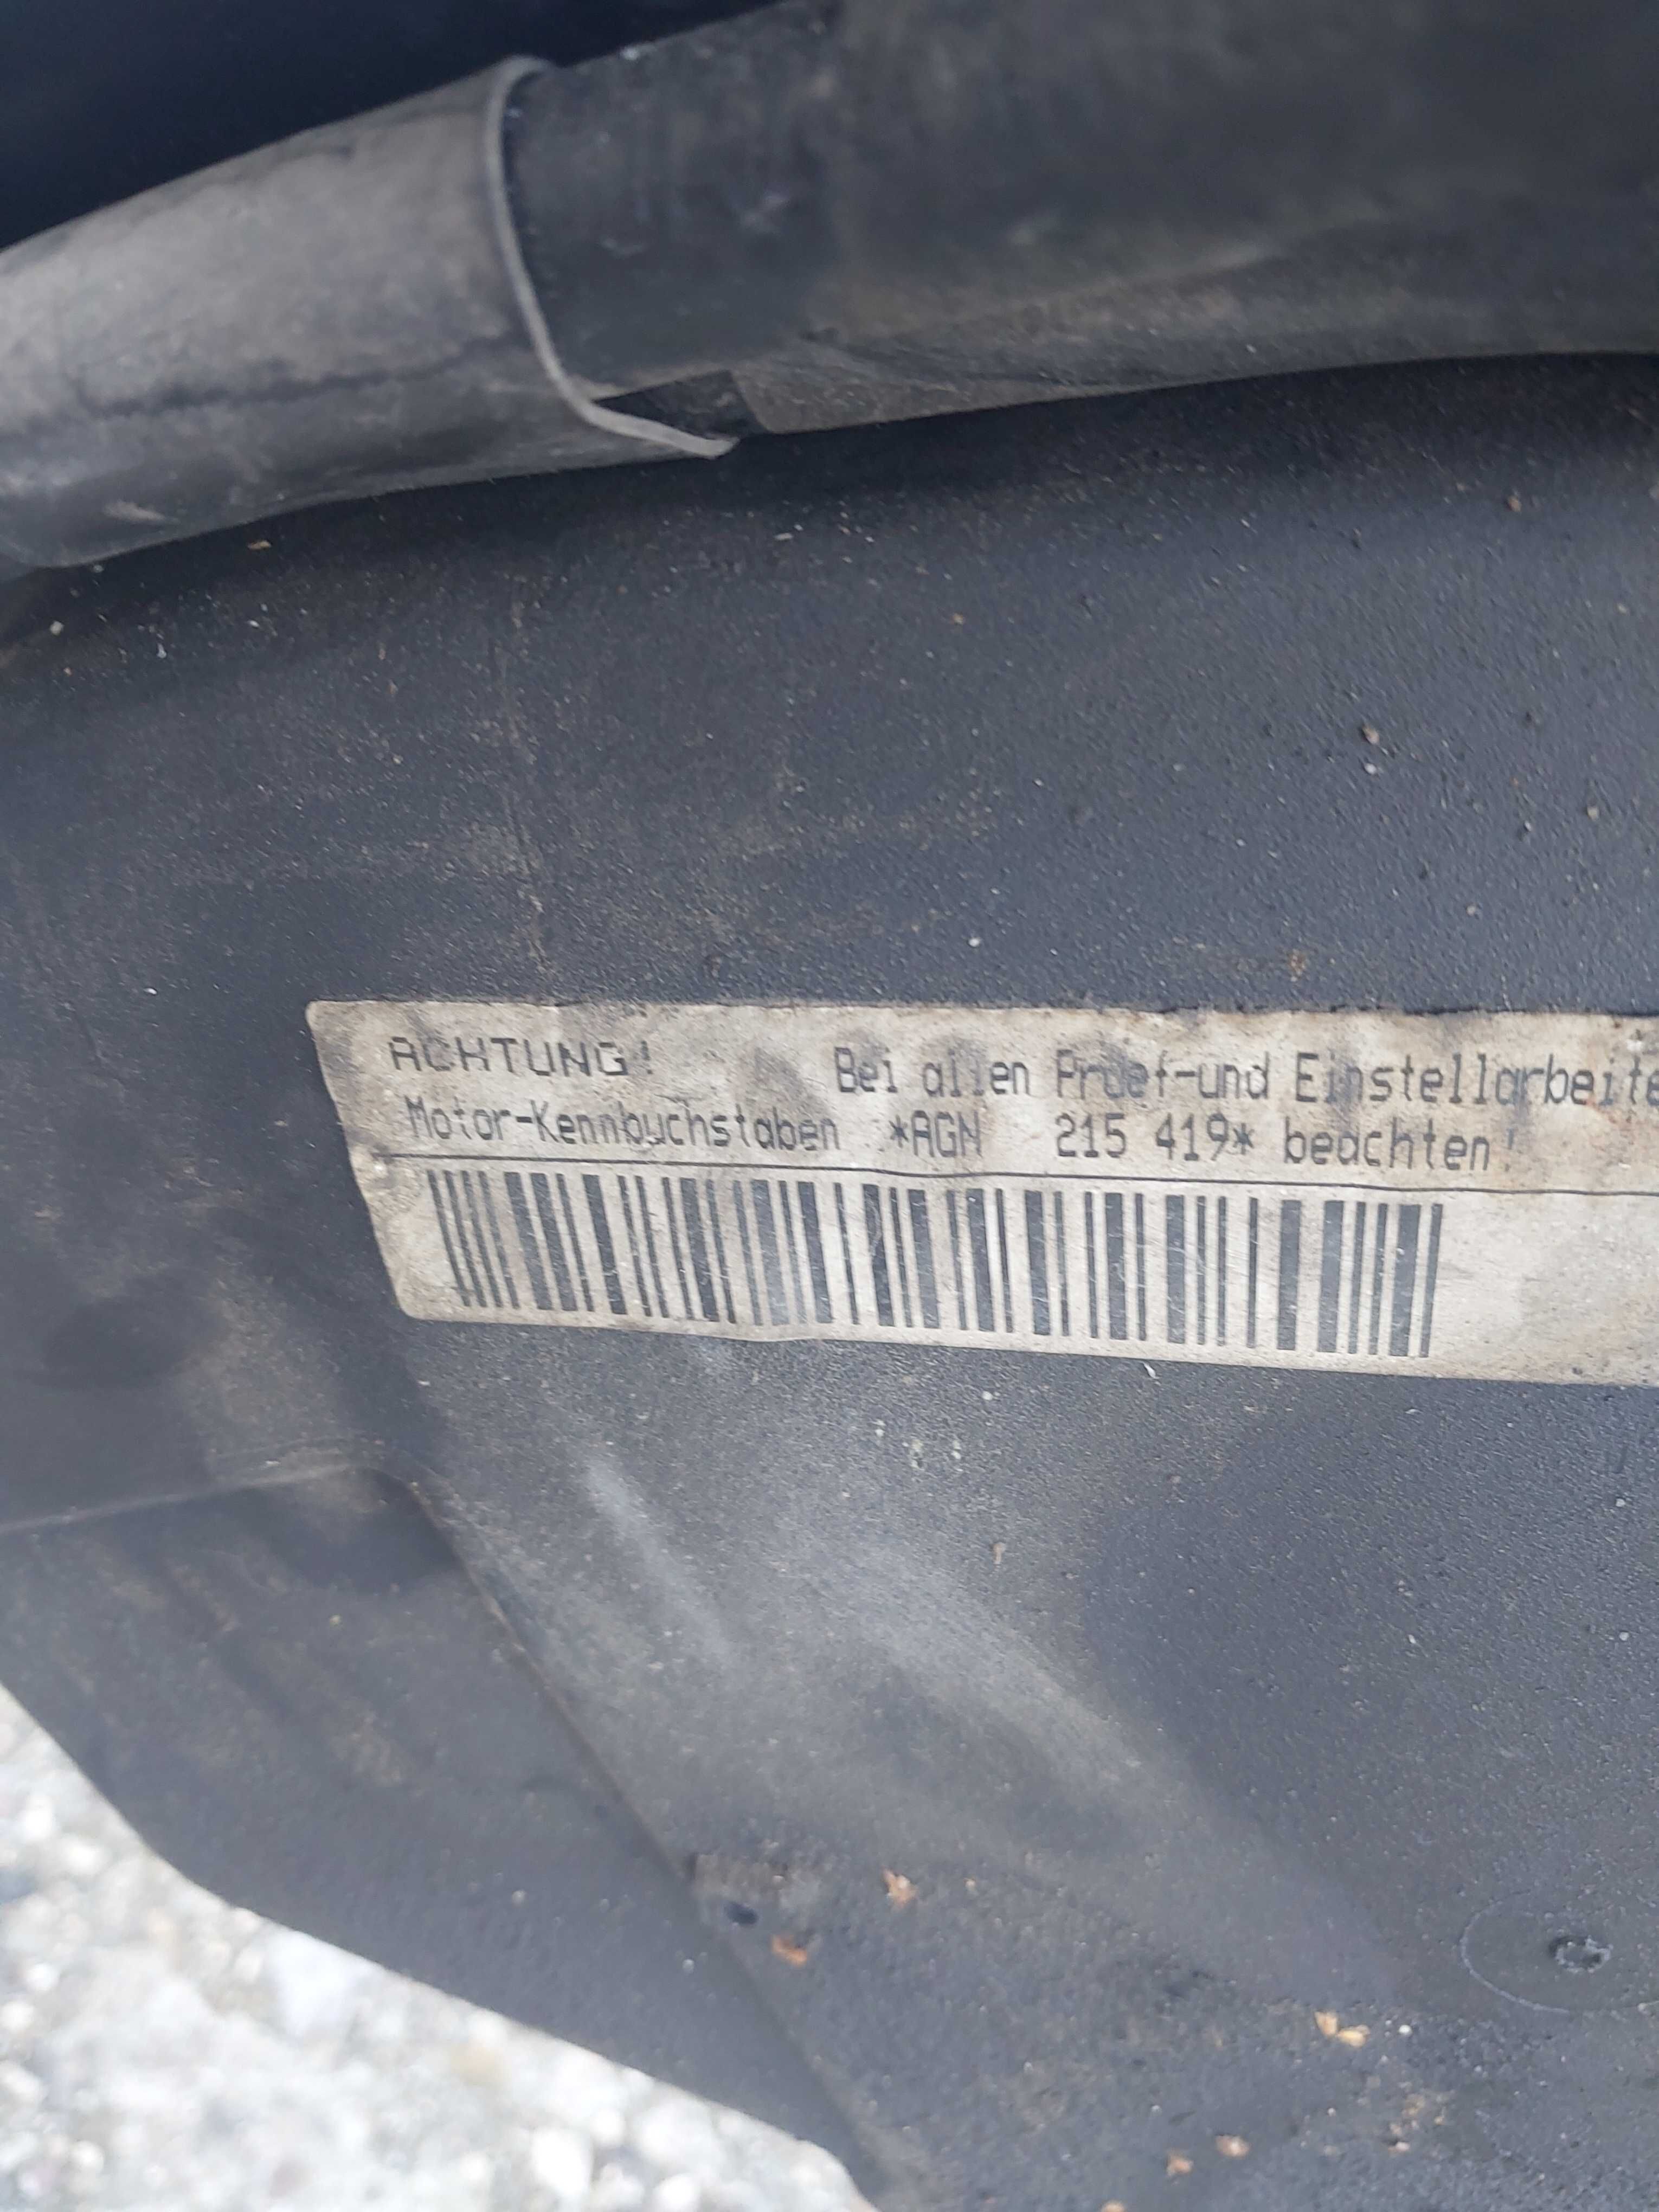 ACHTUNG! Bei allen Pruef-und Einstellarbeite
Motor-Kennbuchstaben *AGN 215 419* beachten!